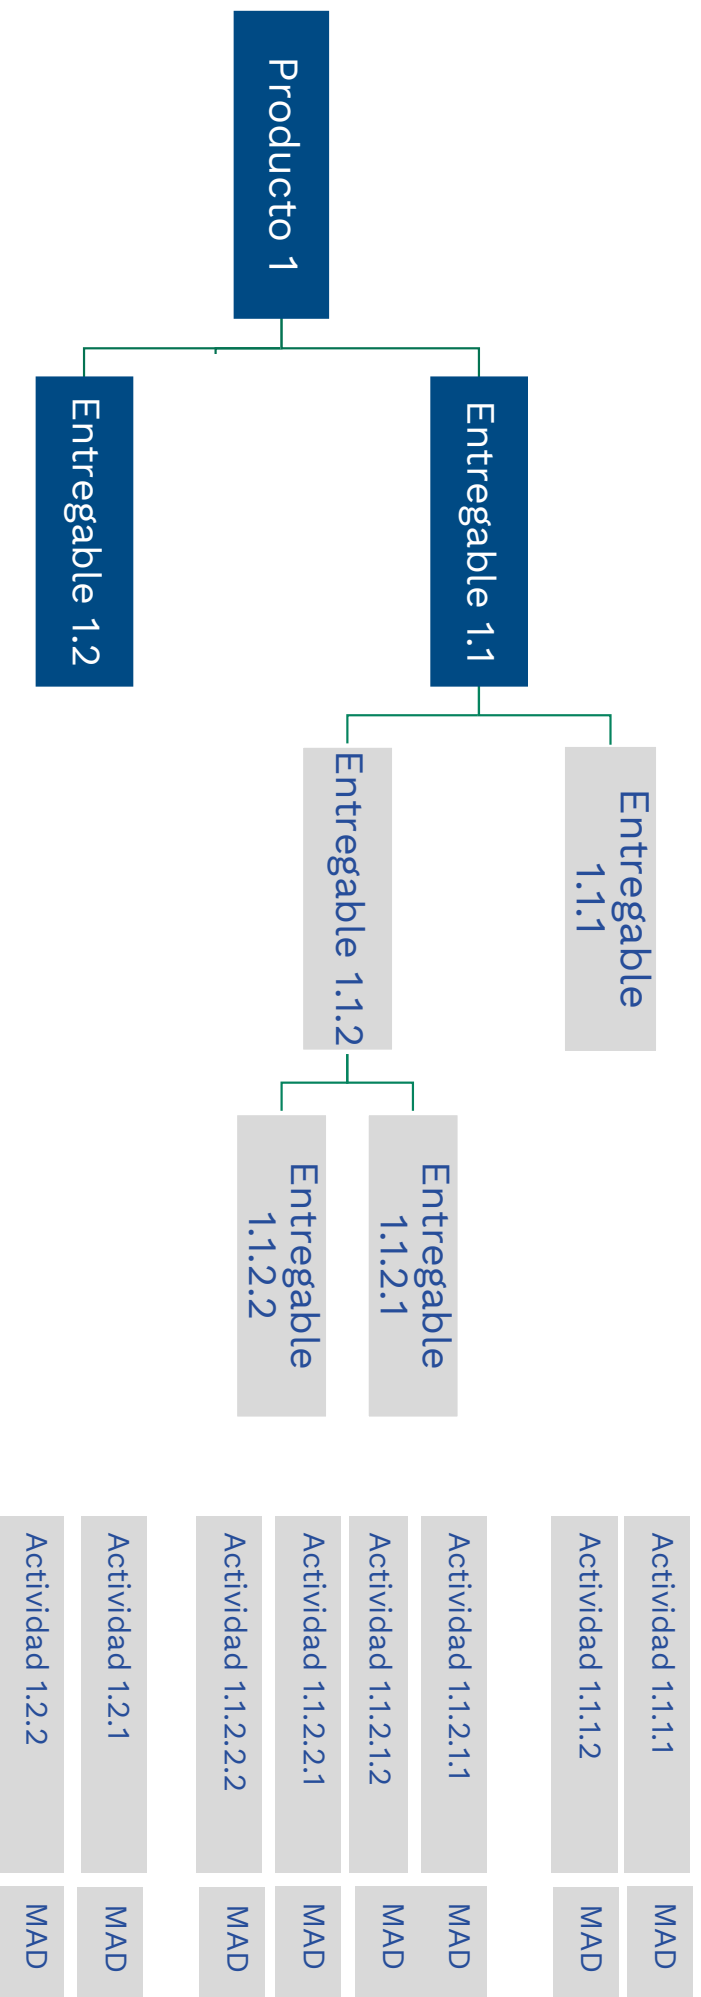 Producto 1
Entregable 1.1
Entregable 1.2
Entregable
1.1.1
Entregable 1.1.2
Entregable
1.1.2.1
Entregable
1.1.2.2
Actividad 1.1.1.1
MAD
Actividad 1.1.1.2
MAD
Actividad 1.1.2.1.1
MAD
Actividad 1.1.2.1.2
MAD
Actividad 1.1.2.2.1
MAD
Actividad 1.1.2.2.2
MAD
Actividad 1.2.1
MAD
Actividad 1.2.2
MAD